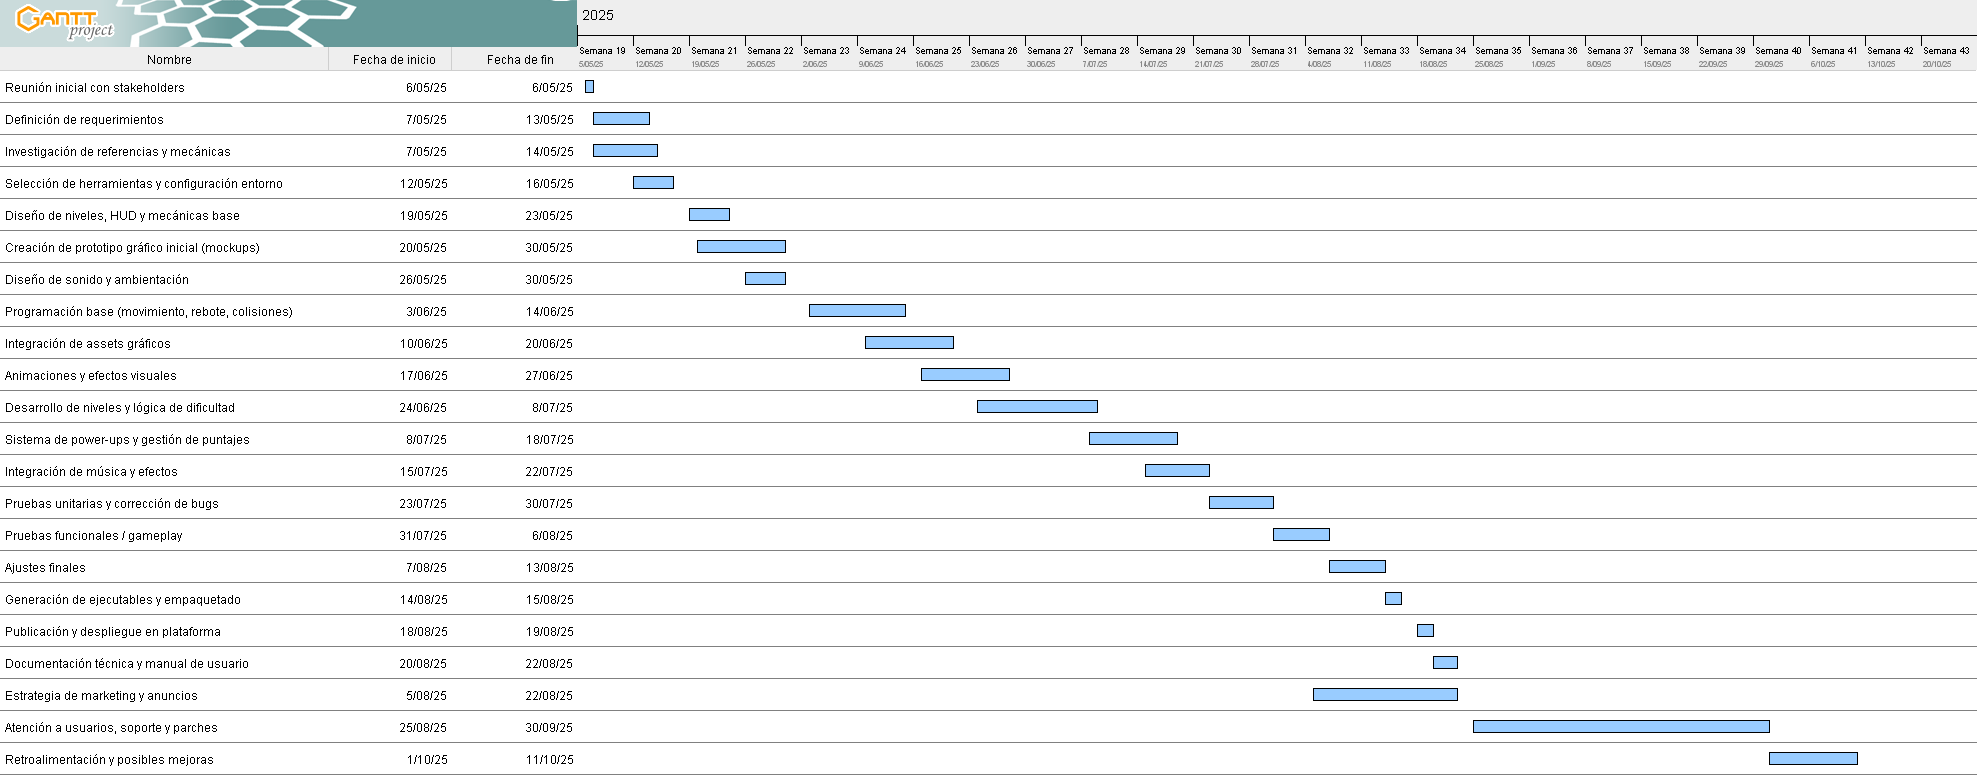 GANTT project
2025
Semana 19 Semana 20 Semana 21 Semana 22 Semana 23 Semana 24 Semana 25 Semana 26 Semana 27 Semana 28 Semana 29 Semana 30 Semana 31 Semana 32 Semana 33 Semana 34 Semana 35 Semana 36 Semana 37 Semana 38 Semana 39 Semana 40 Semana 41 Semana 42 Semana 43
5/05/25 12/05/25 19/05/25 26/05/25 2/06/25 9/06/25 16/06/25 23/06/25 30/06/25 7/07/25 14/07/25 21/07/25 28/07/25 4/08/25 11/08/25 18/08/25 25/08/25 1/09/25 8/09/25 15/09/25 22/09/25 29/09/25 6/10/25 13/10/25 20/10/25
Nombre Fecha de inicio Fecha de fin
Reunión inicial con stakeholders 6/05/25 6/05/25
Definición de requerimientos 7/05/25 13/05/25
Investigación de referencias y mecánicas 7/05/25 14/05/25
Selección de herramientas y configuración entorno 12/05/25 16/05/25
Diseño de niveles, HUD y mecánicas base 19/05/25 23/05/25
Creación de prototipo gráfico inicial (mockups) 20/05/25 30/05/25
Diseño de sonido y ambientación 26/05/25 30/05/25
Programación base (movimiento, rebote, colisiones) 3/06/25 14/06/25
Integración de assets gráficos 10/06/25 20/06/25
Animaciones y efectos visuales 17/06/25 27/06/25
Desarrollo de niveles y lógica de dificultad 24/06/25 8/07/25
Sistema de power-ups y gestión de puntajes 8/07/25 18/07/25
Integración de música y efectos 15/07/25 22/07/25
Pruebas unitarias y corrección de bugs 23/07/25 30/07/25
Pruebas funcionales / gameplay 31/07/25 6/08/25
Ajustes finales 7/08/25 13/08/25
Generación de ejecutables y empaquetado 14/08/25 15/08/25
Publicación y despliegue en plataforma 18/08/25 19/08/25
Documentación técnica y manual de usuario 20/08/25 22/08/25
Estrategia de marketing y anuncios 5/08/25 22/08/25
Atención a usuarios, soporte y parches 25/08/25 30/09/25
Retroalimentación y posibles mejoras 1/10/25 11/10/25